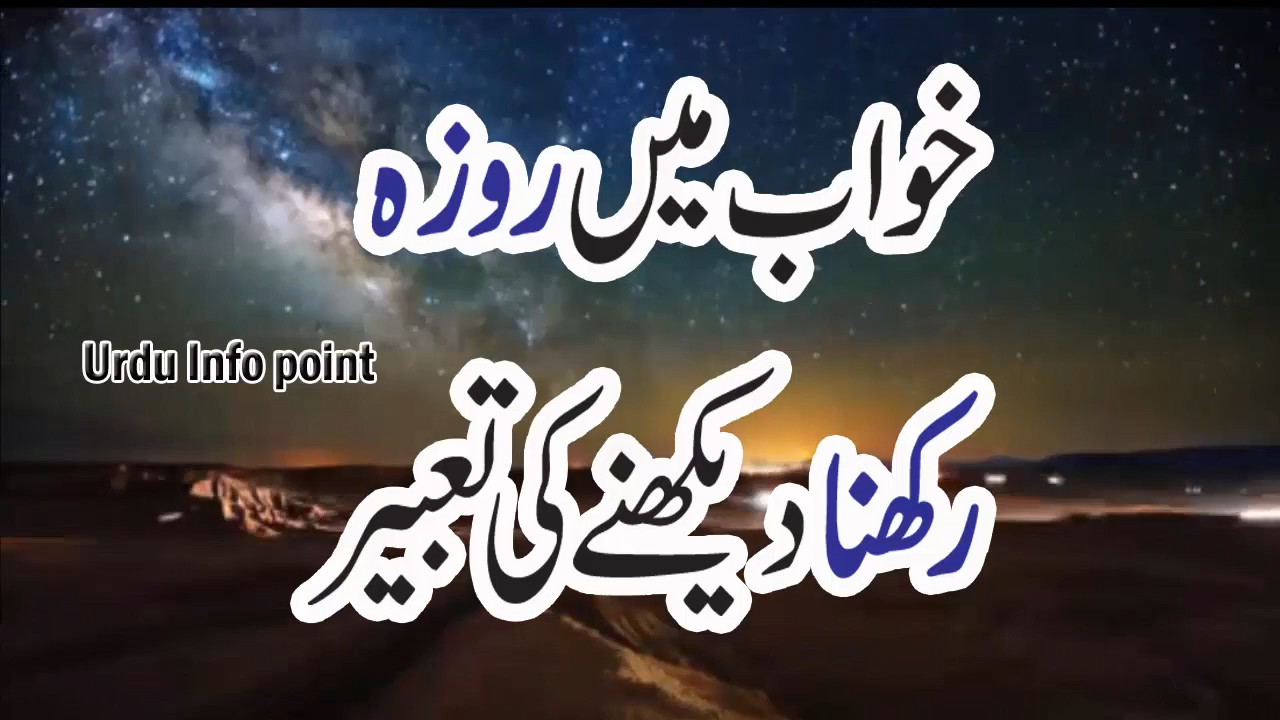 خواب میں روزہ
Urdu Info point
رکھنا دیکھنے کی تعبیر